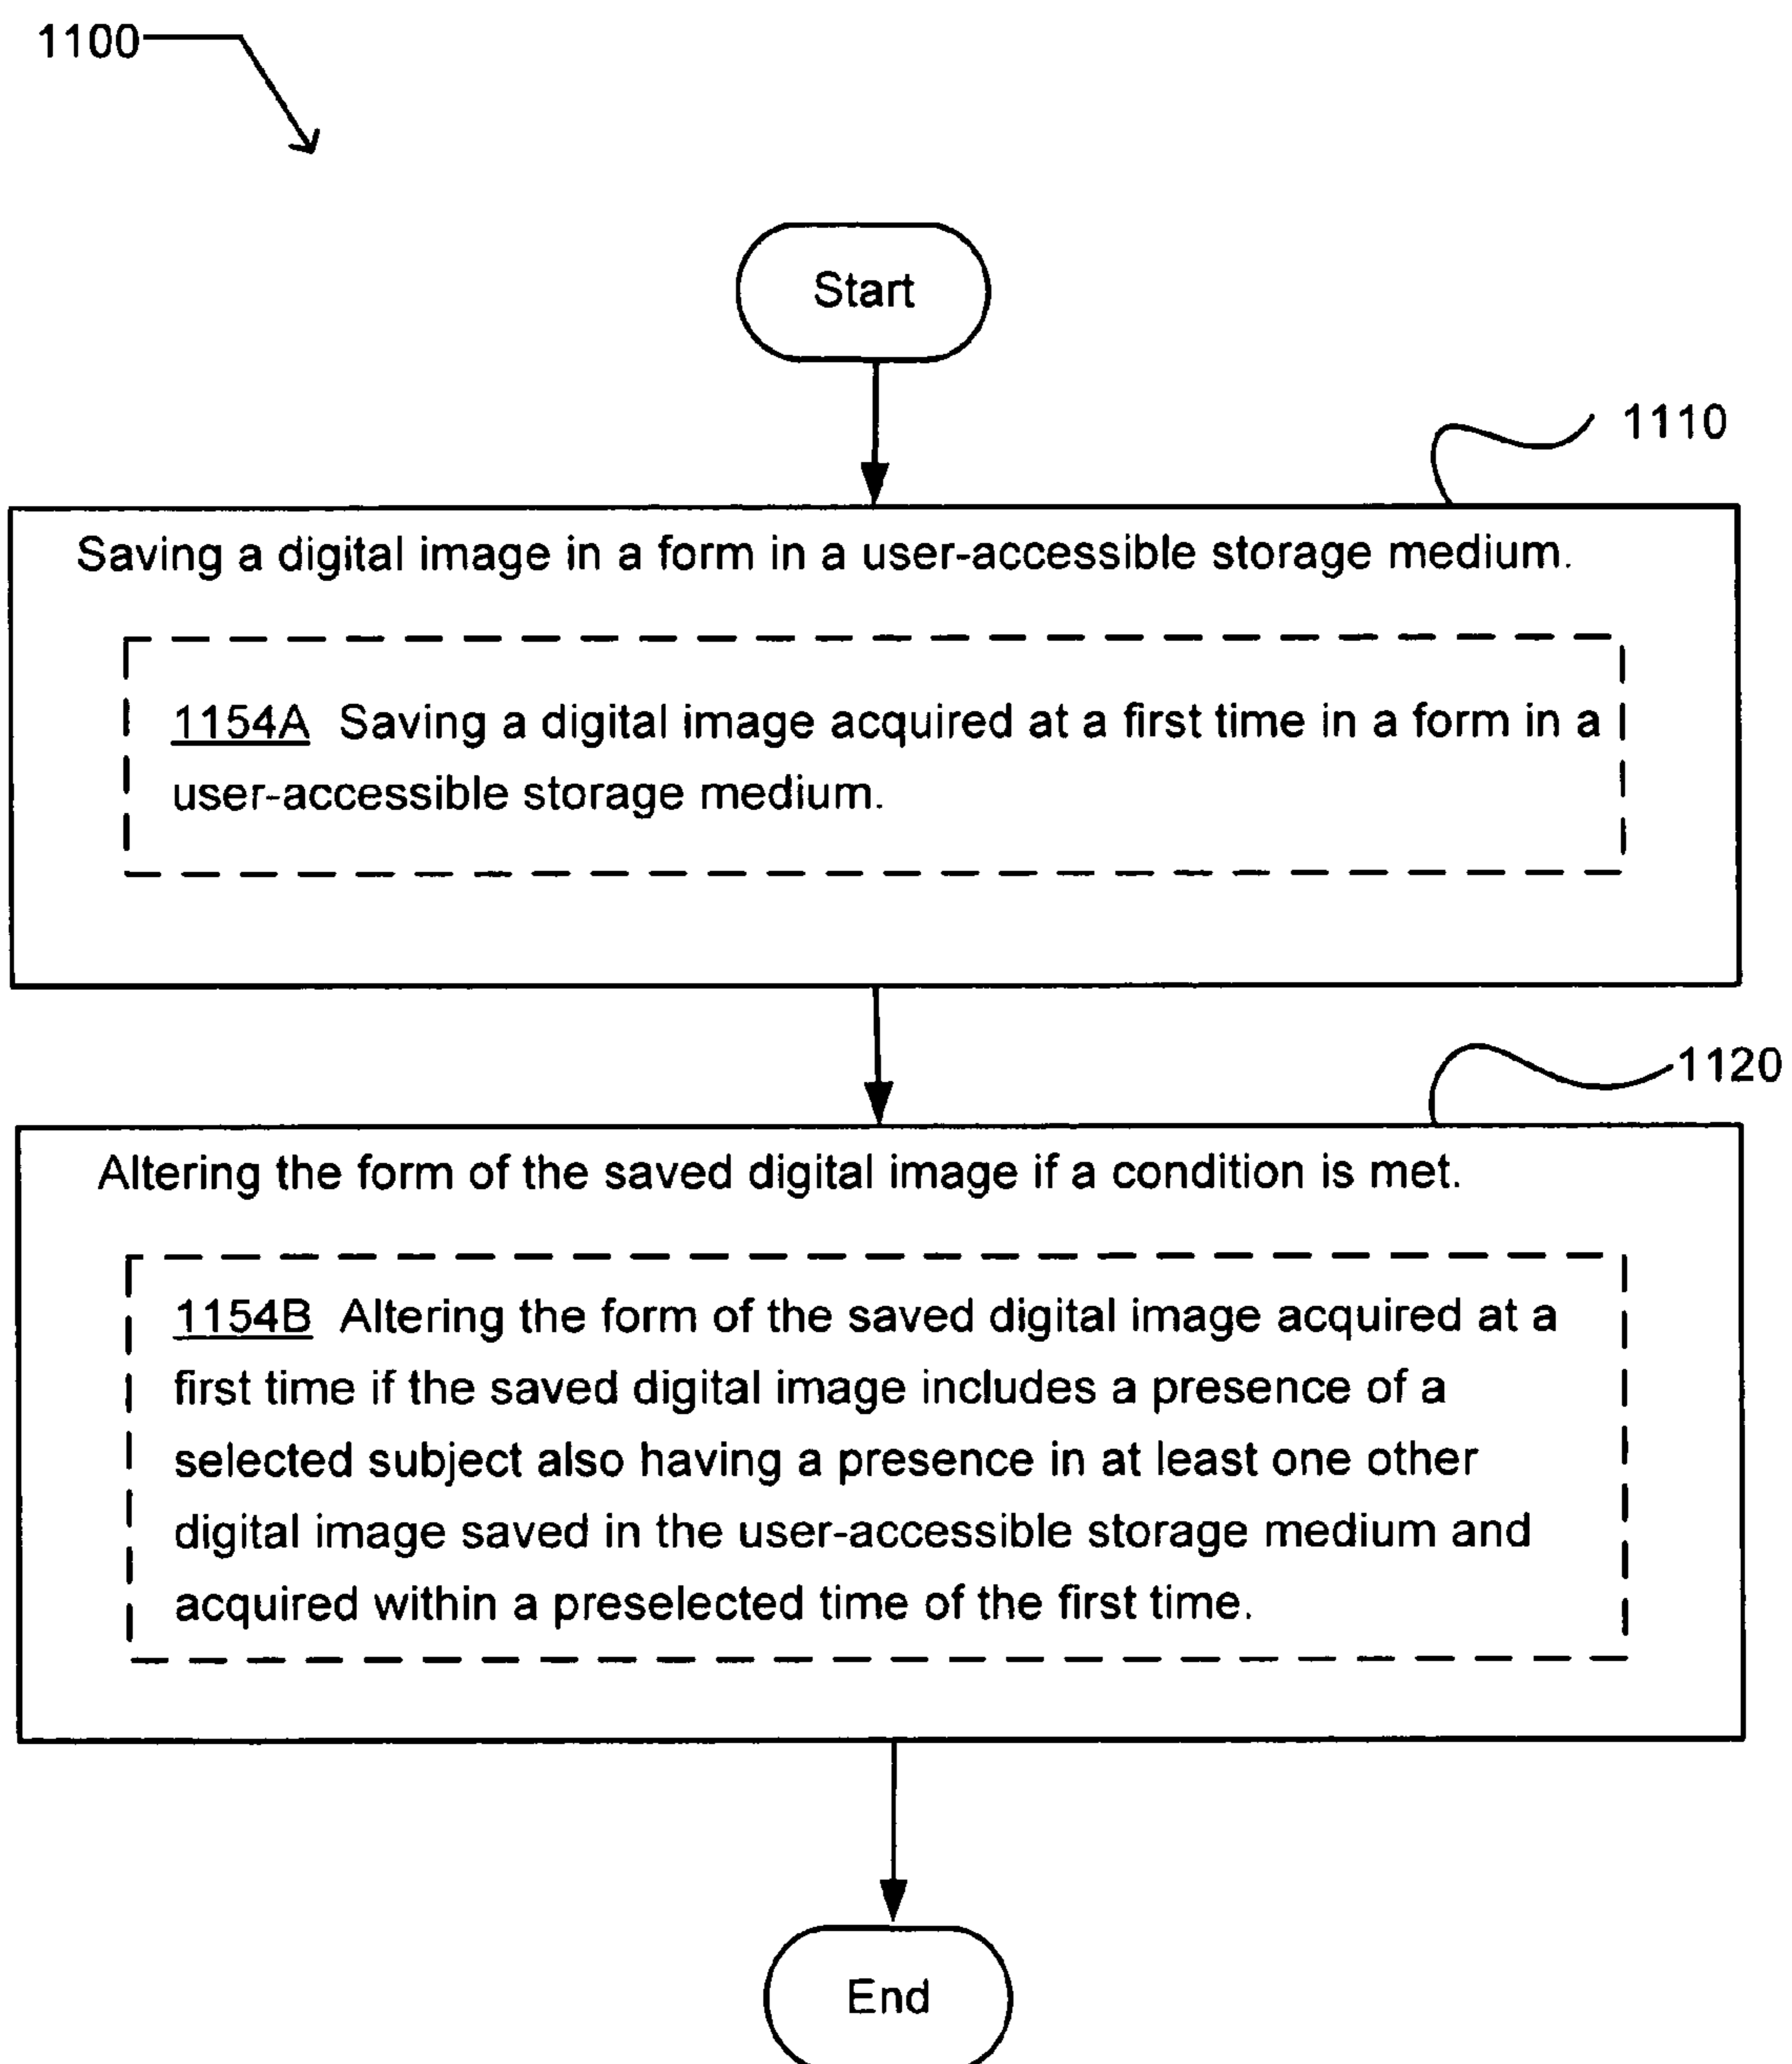 1100
Start
1110
Saving a digital image in a form in a user-accessible storage medium.
1154A Saving a digital image acquired at a first time in a form in a
user-accessible storage medium.
1120
Altering the form of the saved digital image if a condition is met.
1154B Altering the form of the saved digital image acquired at a
first time if the saved digital image includes a presence of a
selected subject also having a presence in at least one other
digital image saved in the user-accessible storage medium and
acquired within a preselected time of the first time.
End